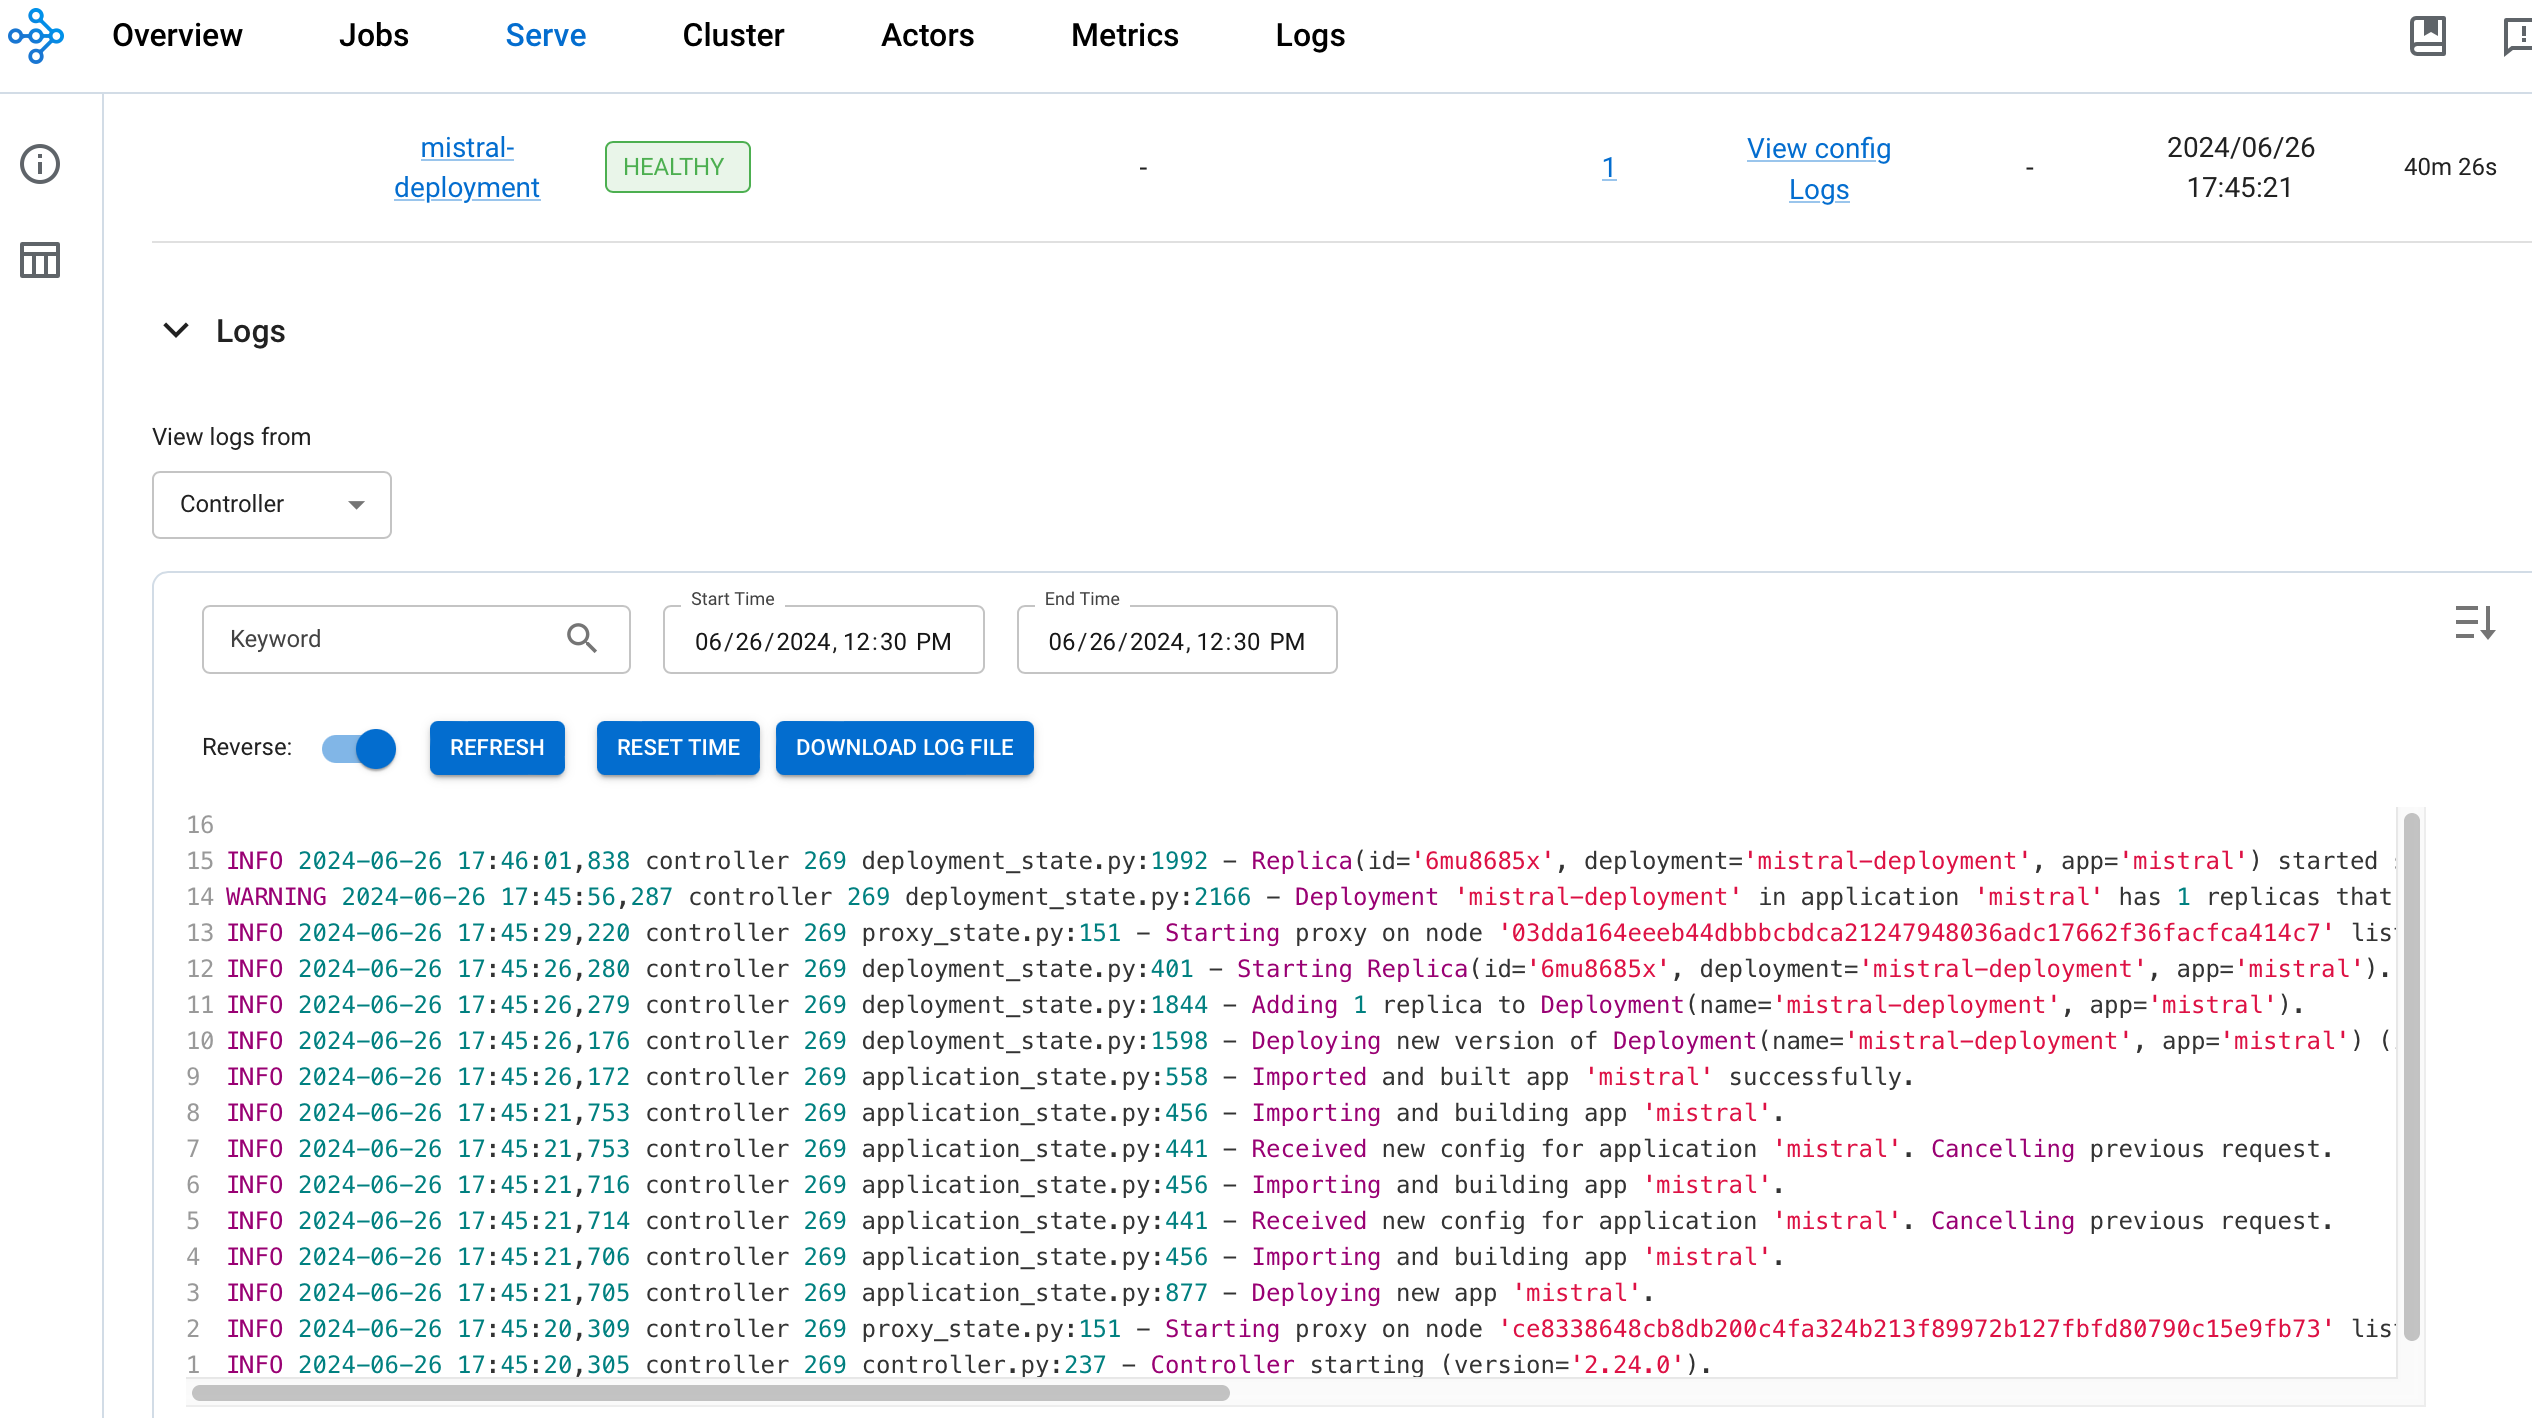 Overview Jobs Serve Cluster Actors Metrics Logs
mistral-deployment HEALTHY - 1 View config Logs - 2024/06/26 17:45:21 40m 26s
Logs
View logs from
Controller
Start Time End Time
Keyword 06/26/2024, 12:30 PM 06/26/2024, 12:30 PM
Reverse: REFRESH RESET TIME DOWNLOAD LOG FILE
16
15 INFO 2024-06-26 17:46:01,838 controller 269 deployment_state.py:1992 - Replica(id='6mu8685x', deployment='mistral-deployment', app='mistral') started
14 WARNING 2024-06-26 17:45:56,287 controller 269 deployment_state.py:2166 - Deployment 'mistral-deployment' in application 'mistral' has 1 replicas that
13 INFO 2024-06-26 17:45:29,220 controller 269 proxy_state.py:151 - Starting proxy on node '03dda164eeeb44dbbbcbdca21247948036adc17662f36facfca414c7' lis
12 INFO 2024-06-26 17:45:26,280 controller 269 deployment_state.py:401 - Starting Replica(id='6mu8685x', deployment='mistral-deployment', app='mistral').
11 INFO 2024-06-26 17:45:26,279 controller 269 deployment_state.py:1844 - Adding 1 replica to Deployment(name='mistral-deployment', app='mistral').
10 INFO 2024-06-26 17:45:26,176 controller 269 deployment_state.py:1598 - Deploying new version of Deployment(name='mistral-deployment', app='mistral') (
9 INFO 2024-06-26 17:45:26,172 controller 269 application_state.py:558 - Imported and built app 'mistral' successfully.
8 INFO 2024-06-26 17:45:21,753 controller 269 application_state.py:456 - Importing and building app 'mistral'.
7 INFO 2024-06-26 17:45:21,753 controller 269 application_state.py:441 - Received new config for application 'mistral'. Cancelling previous request.
6 INFO 2024-06-26 17:45:21,716 controller 269 application_state.py:456 - Importing and building app 'mistral'.
5 INFO 2024-06-26 17:45:21,714 controller 269 application_state.py:441 - Received new config for application 'mistral'. Cancelling previous request.
4 INFO 2024-06-26 17:45:21,706 controller 269 application_state.py:456 - Importing and building app 'mistral'.
3 INFO 2024-06-26 17:45:21,705 controller 269 application_state.py:877 - Deploying new app 'mistral'.
2 INFO 2024-06-26 17:45:20,309 controller 269 proxy_state.py:151 - Starting proxy on node 'ce8338648cb8db200c4fa324b213f89972b127fbfd80790c15e9fb73' lis
1 INFO 2024-06-26 17:45:20,305 controller 269 controller.py:237 - Controller starting (version='2.24.0').